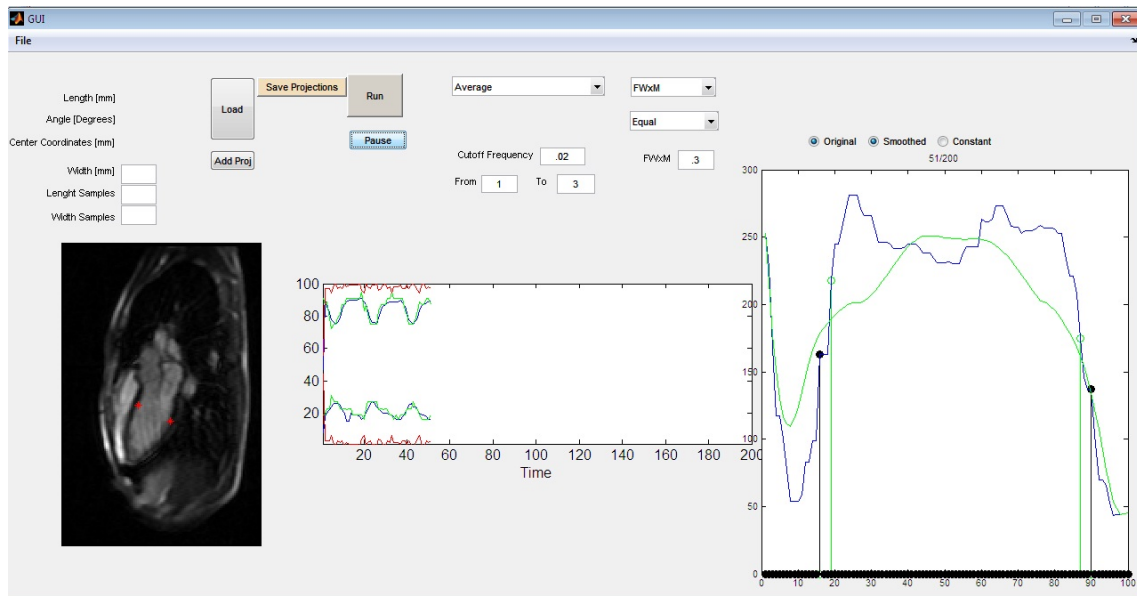 GUI
File
Length [mm]
Angle [Degrees]
Center Coordinates [mm]
Width [mm]
Lenght Samples
Width Samples
Load
Add Proj
Save Projections
Run
Pause
Average
Cutoff Frequency .02
From 1 To 3
FWxM
Equal
FWxM .3
Original Smoothed Constant
51/200
100
80
60
40
20
20 40 60 80 100 120 140 160 180 200
Time
300
250
200
150
100
50
0
0 10 20 30 40 50 60 70 80 90 100